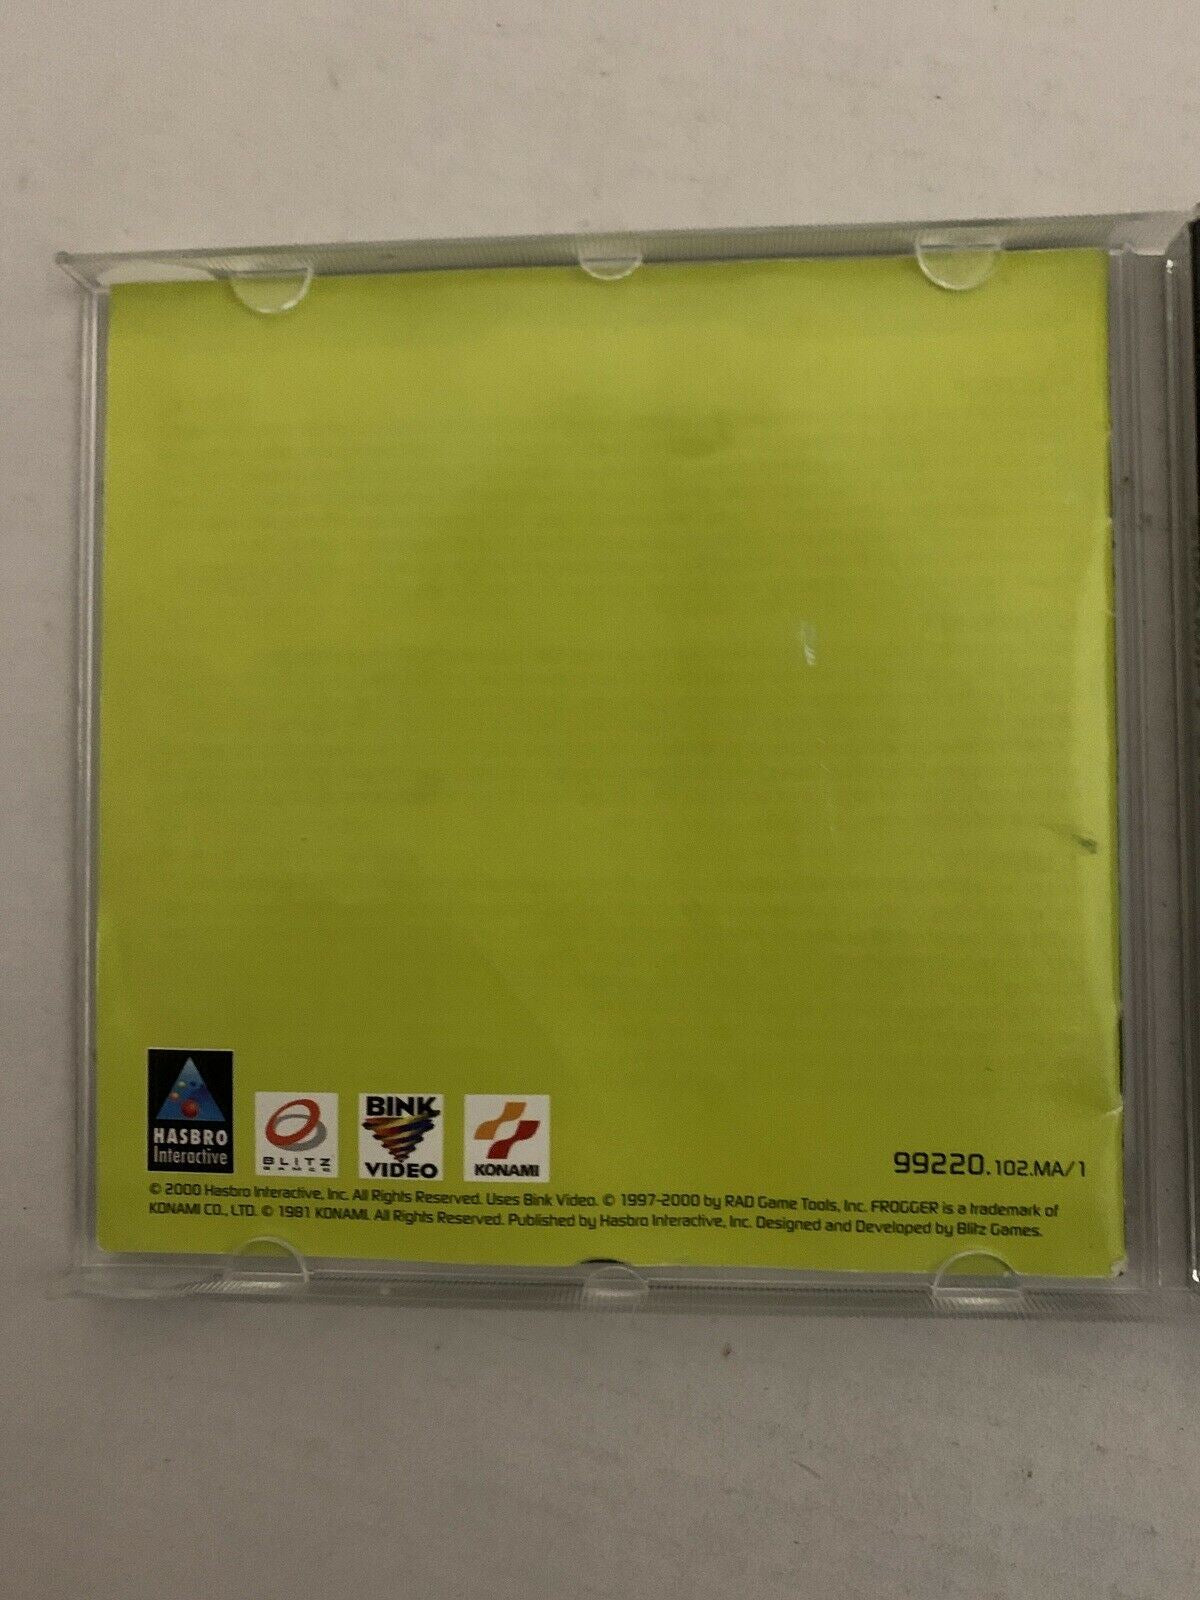 HASBRO
Interactive
BLITZ
GAMES
BINK
VIDEO
KONAMI
99220.102.MA/1
© 2000 Hasbro Interactive, Inc. All Rights Reserved. Uses Bink Video. © 1997-2000 by RAD Game Tools, Inc. FROGGER is a trademark of
KONAMI CO., LTD. © 1981 KONAMI. All Rights Reserved. Published by Hasbro Interactive, Inc. Designed and Developed by Blitz Games.